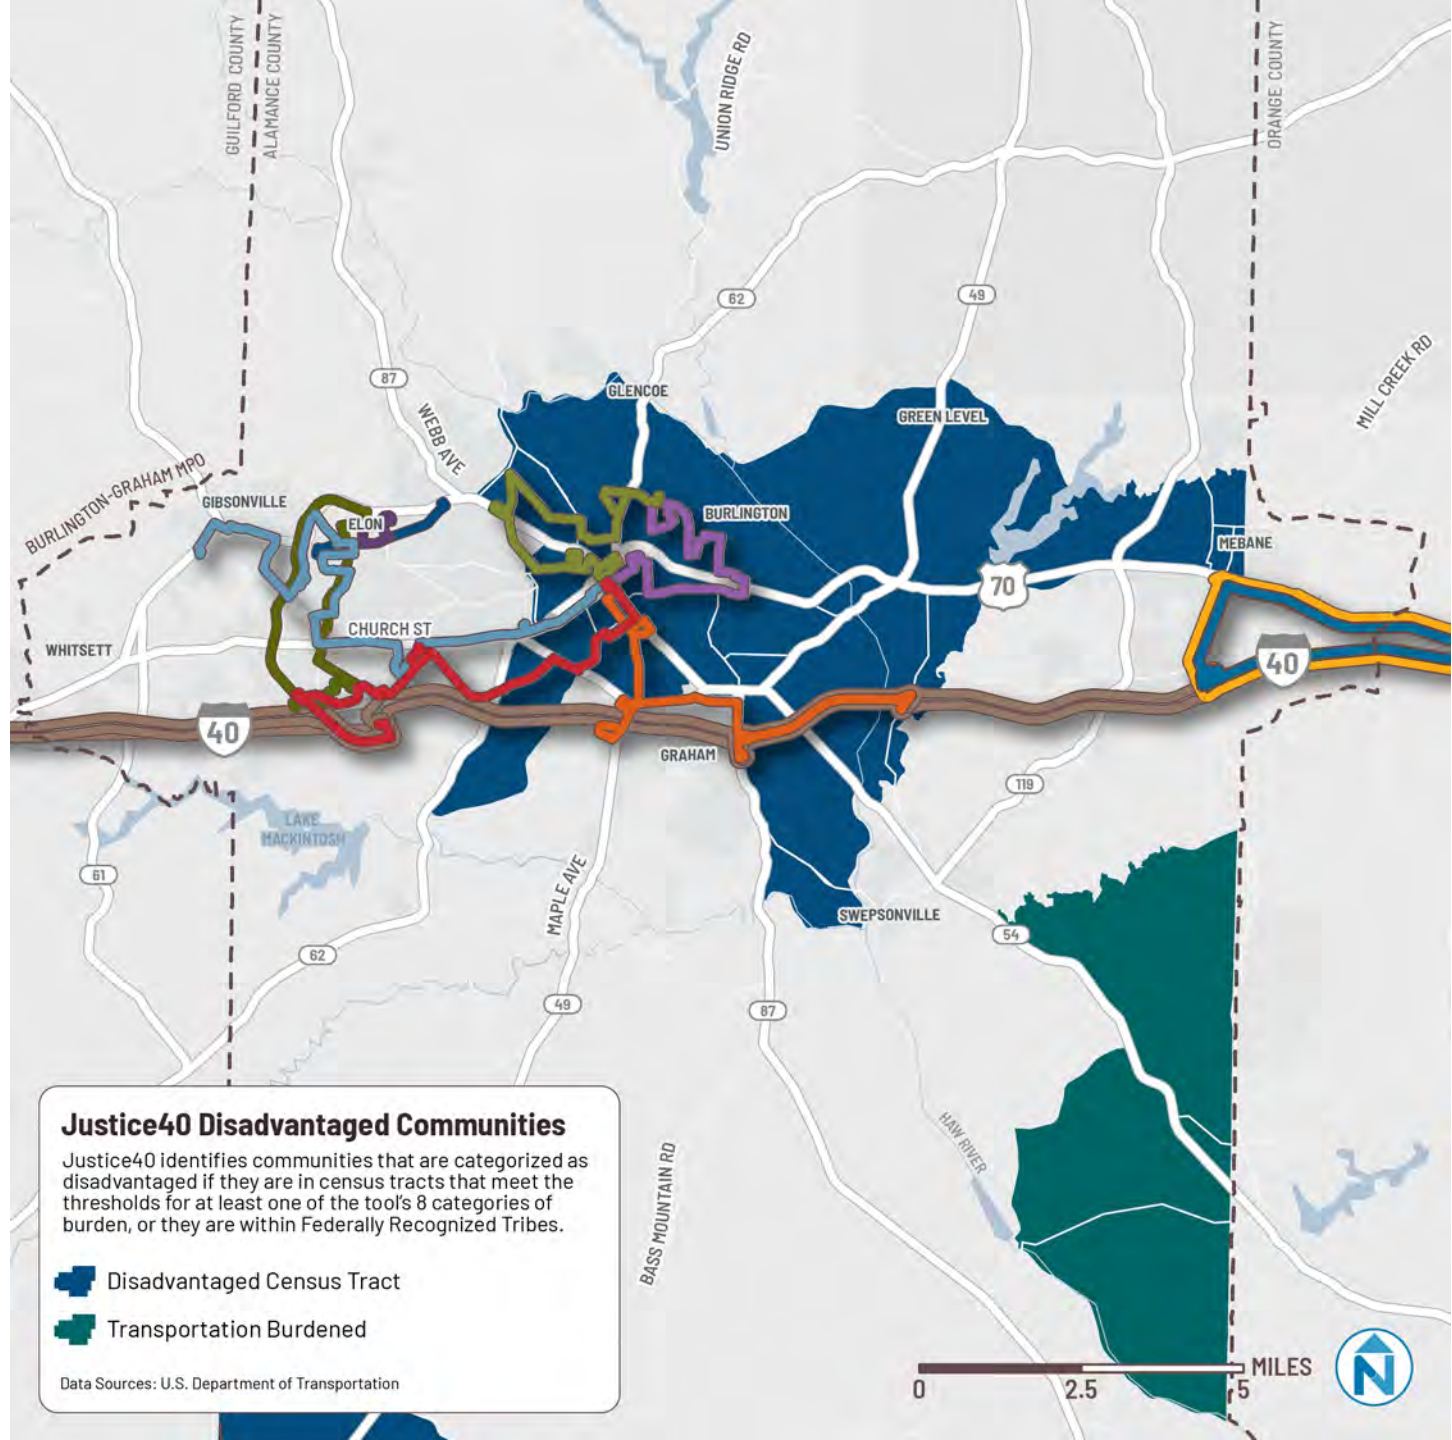 GUILFORD COUNTY
ALAMANCE COUNTY
UNION RIDGE RD
ORANGE COUNTY
62
49
MILL CREEK RD
87
GLENCOE
WEBB AVE
GREEN LEVEL
BURLINGTON-GRAHAM MPO
GIBSONVILLE
ELON
BURLINGTON
MEBANE
70
CHURCH ST
WHITSETT
40
40
GRAHAM
119
LAKE
MACKINTOSH
61
MAPLE AVE
SWEPSONVILLE
54
62
49
87
HAW RIVER
BASS MOUNTAIN RD
Justice40 Disadvantaged Communities
Justice40 identifies communities that are categorized as
disadvantaged if they are in census tracts that meet the
thresholds for at least one of the tool's 8 categories of
burden, or they are within Federally Recognized Tribes.
Disadvantaged Census Tract
Transportation Burdened
Data Sources: U.S. Department of Transportation
MILES
0
2.5
5
N